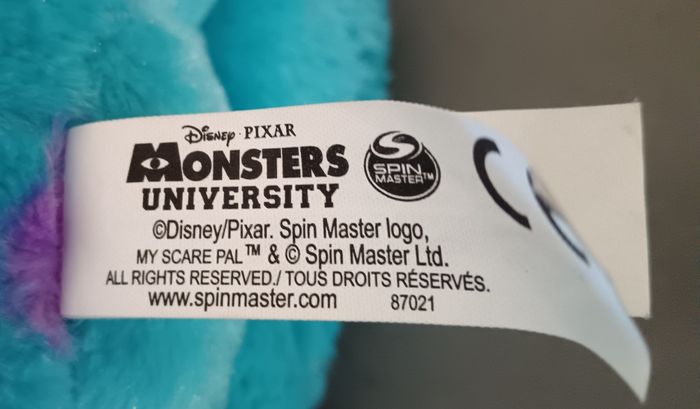 Disney · PIXAR
MONSTERS
UNIVERSITY
SPIN
MASTER™
©Disney/Pixar. Spin Master logo,
MY SCARE PAL™ & © Spin Master Ltd.
ALL RIGHTS RESERVED./ TOUS DROITS RÉSERVÉS.
www.spinmaster.com 87021
CE